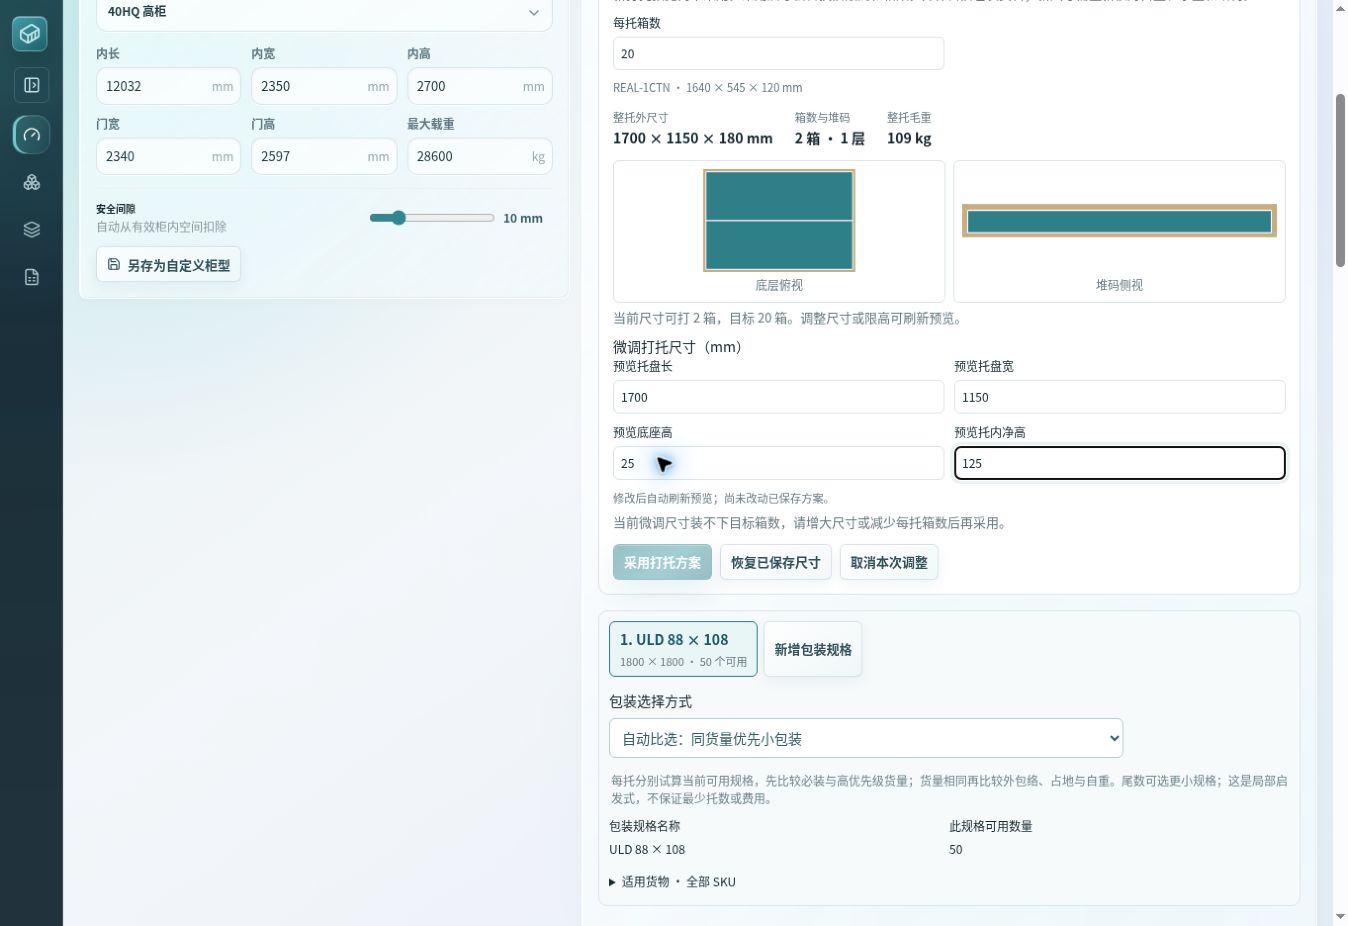 40HQ 高柜
内长
内宽
内高
12032 mm
2350 mm
2700 mm
门宽
门高
最大载重
2340 mm
2597 mm
28600 kg
安全间隙
自动从有效柜内空间扣除
10 mm
另存为自定义柜型
每托箱数
20
REAL-1CTN · 1640 × 545 × 120 mm
整托外尺寸
箱数与堆码
整托毛重
1700 × 1150 × 180 mm
2 箱 · 1 层
109 kg
底层俯视
堆码侧视
当前尺寸可打 2 箱，目标 20 箱。调整尺寸或限高可刷新预览。
微调打托尺寸（mm）
预览托盘长
预览托盘宽
1700
1150
预览底座高
预览托内净高
25
125
修改后自动刷新预览；尚未改动已保存方案。
当前微调尺寸装不下目标箱数，请增大尺寸或减少每托箱数后再采用。
采用打托方案
恢复已保存尺寸
取消本次调整
1. ULD 88 × 108
1800 × 1800 · 50 个可用
新增包装规格
包装选择方式
自动比选：同货量优先小包装
每托分别试算当前可用规格，先比较必装与高优先级货量；货量相同再比较外包络、占地与自重。尾数可选更小规格；这是局部启
发式，不保证最少托数或费用。
包装规格名称
此规格可用数量
ULD 88 × 108
50
适用货物 · 全部 SKU